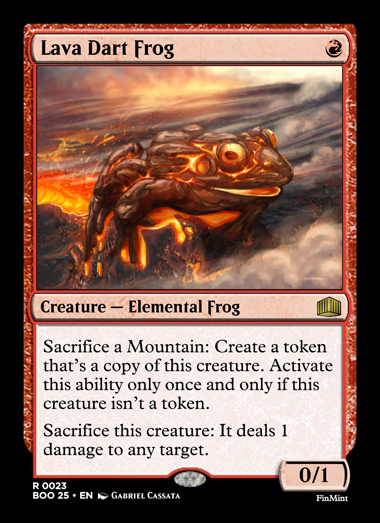 Lava Dart Frog
Creature — Elemental Frog
Sacrifice a Mountain: Create a token
that's a copy of this creature. Activate
this ability only once and only if this
creature isn't a token.
Sacrifice this creature: It deals 1
damage to any target.
0/1
R 0023
BOO 25 • EN Gabriel Cassata
FinMint